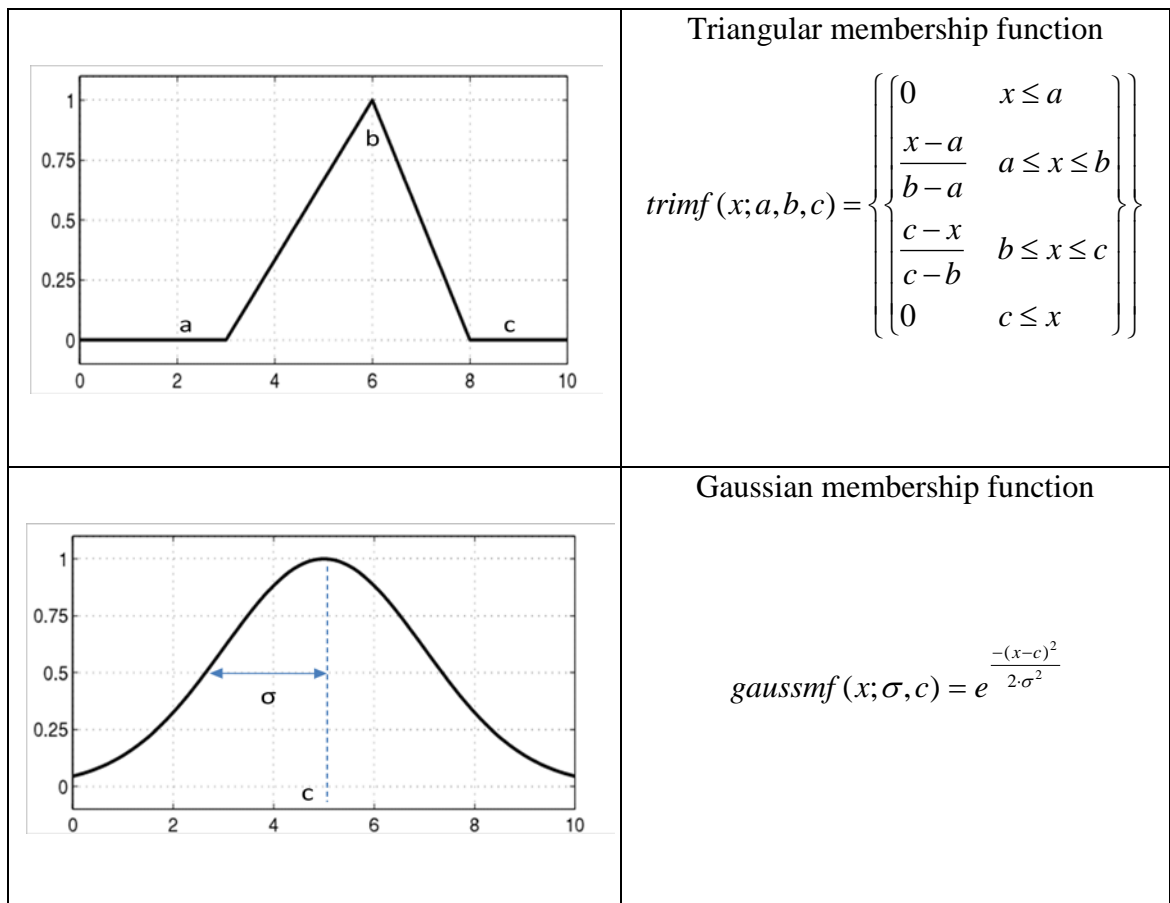 Triangular membership function
1
0.75
0.5
0.25
0
a
b
c
0 2 4 6 8 10
trimf (x; a, b, c) = {{0 x ≤ a
x − a / b − a a ≤ x ≤ b
c − x / c − b b ≤ x ≤ c
0 c ≤ x}}
Gaussian membership function
1
0.75
0.5
0.25
0
σ
c
0 2 4 6 8 10
gaussmf (x; σ, c) = e^(−(x−c)²/2·σ²)